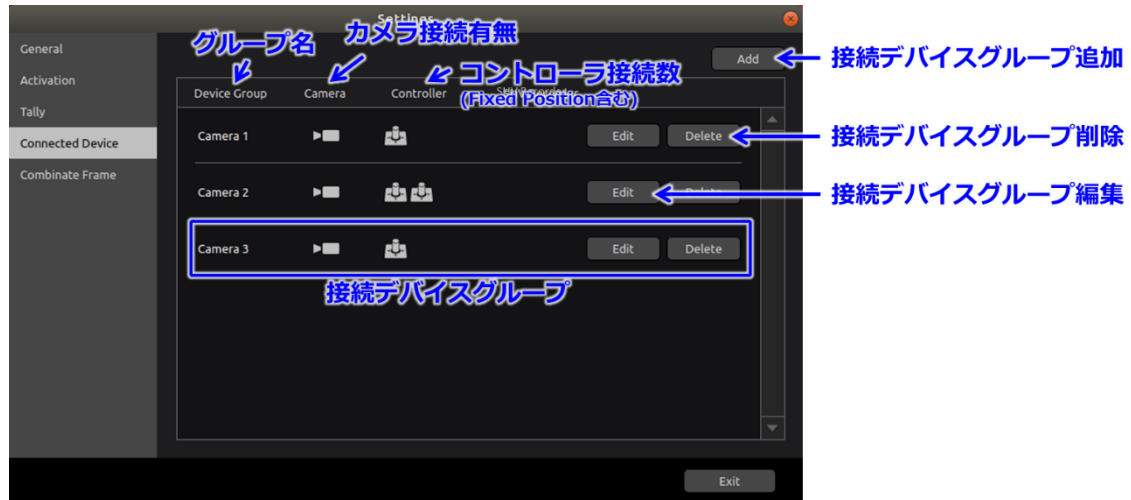 Settings
General
Activation
Tally
Connected Device
Combinate Frame
グループ名
カメラ接続有無
コントローラ接続数
(Fixed Position含む)
Add
接続デバイスグループ追加
Device Group Camera Controller
Camera 1 Edit Delete
接続デバイスグループ削除
Camera 2 Edit Delete
接続デバイスグループ編集
Camera 3 Edit Delete
接続デバイスグループ
Exit